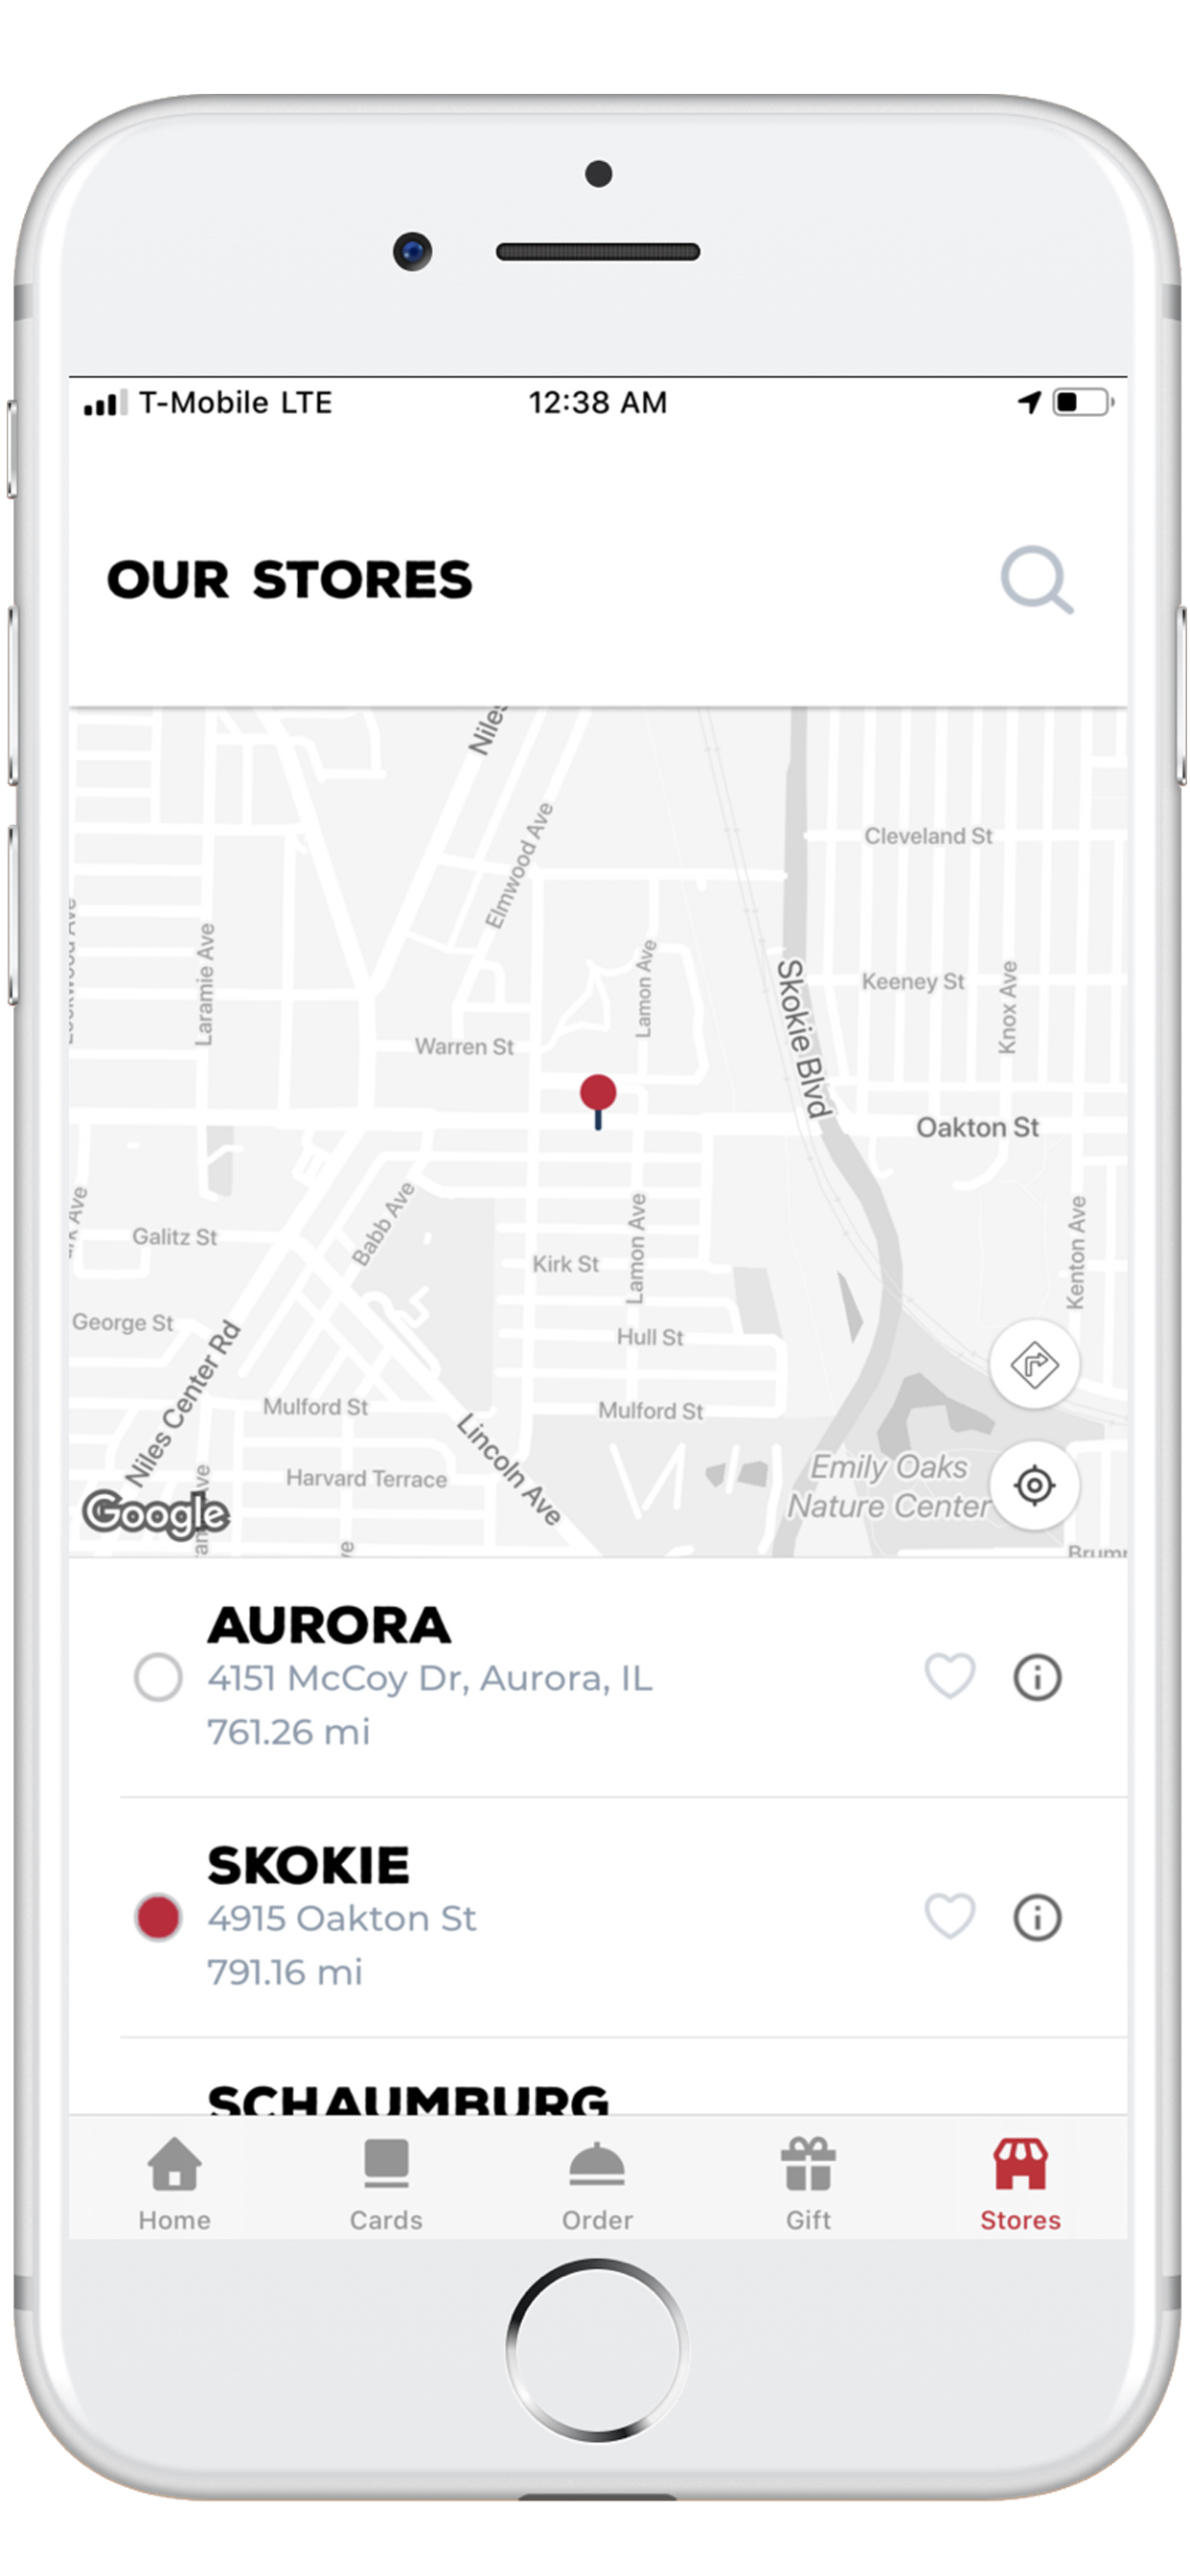 T-Mobile LTE 12:38 AM
OUR STORES
Elmwood Ave
Cleveland St
Laramie Ave
Lamon Ave
Skokie Blvd
Keeney St
Knox Ave
Warren St
Oakton St
Galitz St
Babb Ave
Kirk St
Lamon Ave
Kenton Ave
George St
Niles Center Rd
Hull St
Mulford St
Lincoln Ave
Mulford St
Harvard Terrace
Emily Oaks
Nature Center
Google
AURORA
4151 McCoy Dr, Aurora, IL
761.26 mi
SKOKIE
4915 Oakton St
791.16 mi
SCHAUMBURG
Home Cards Order Gift Stores